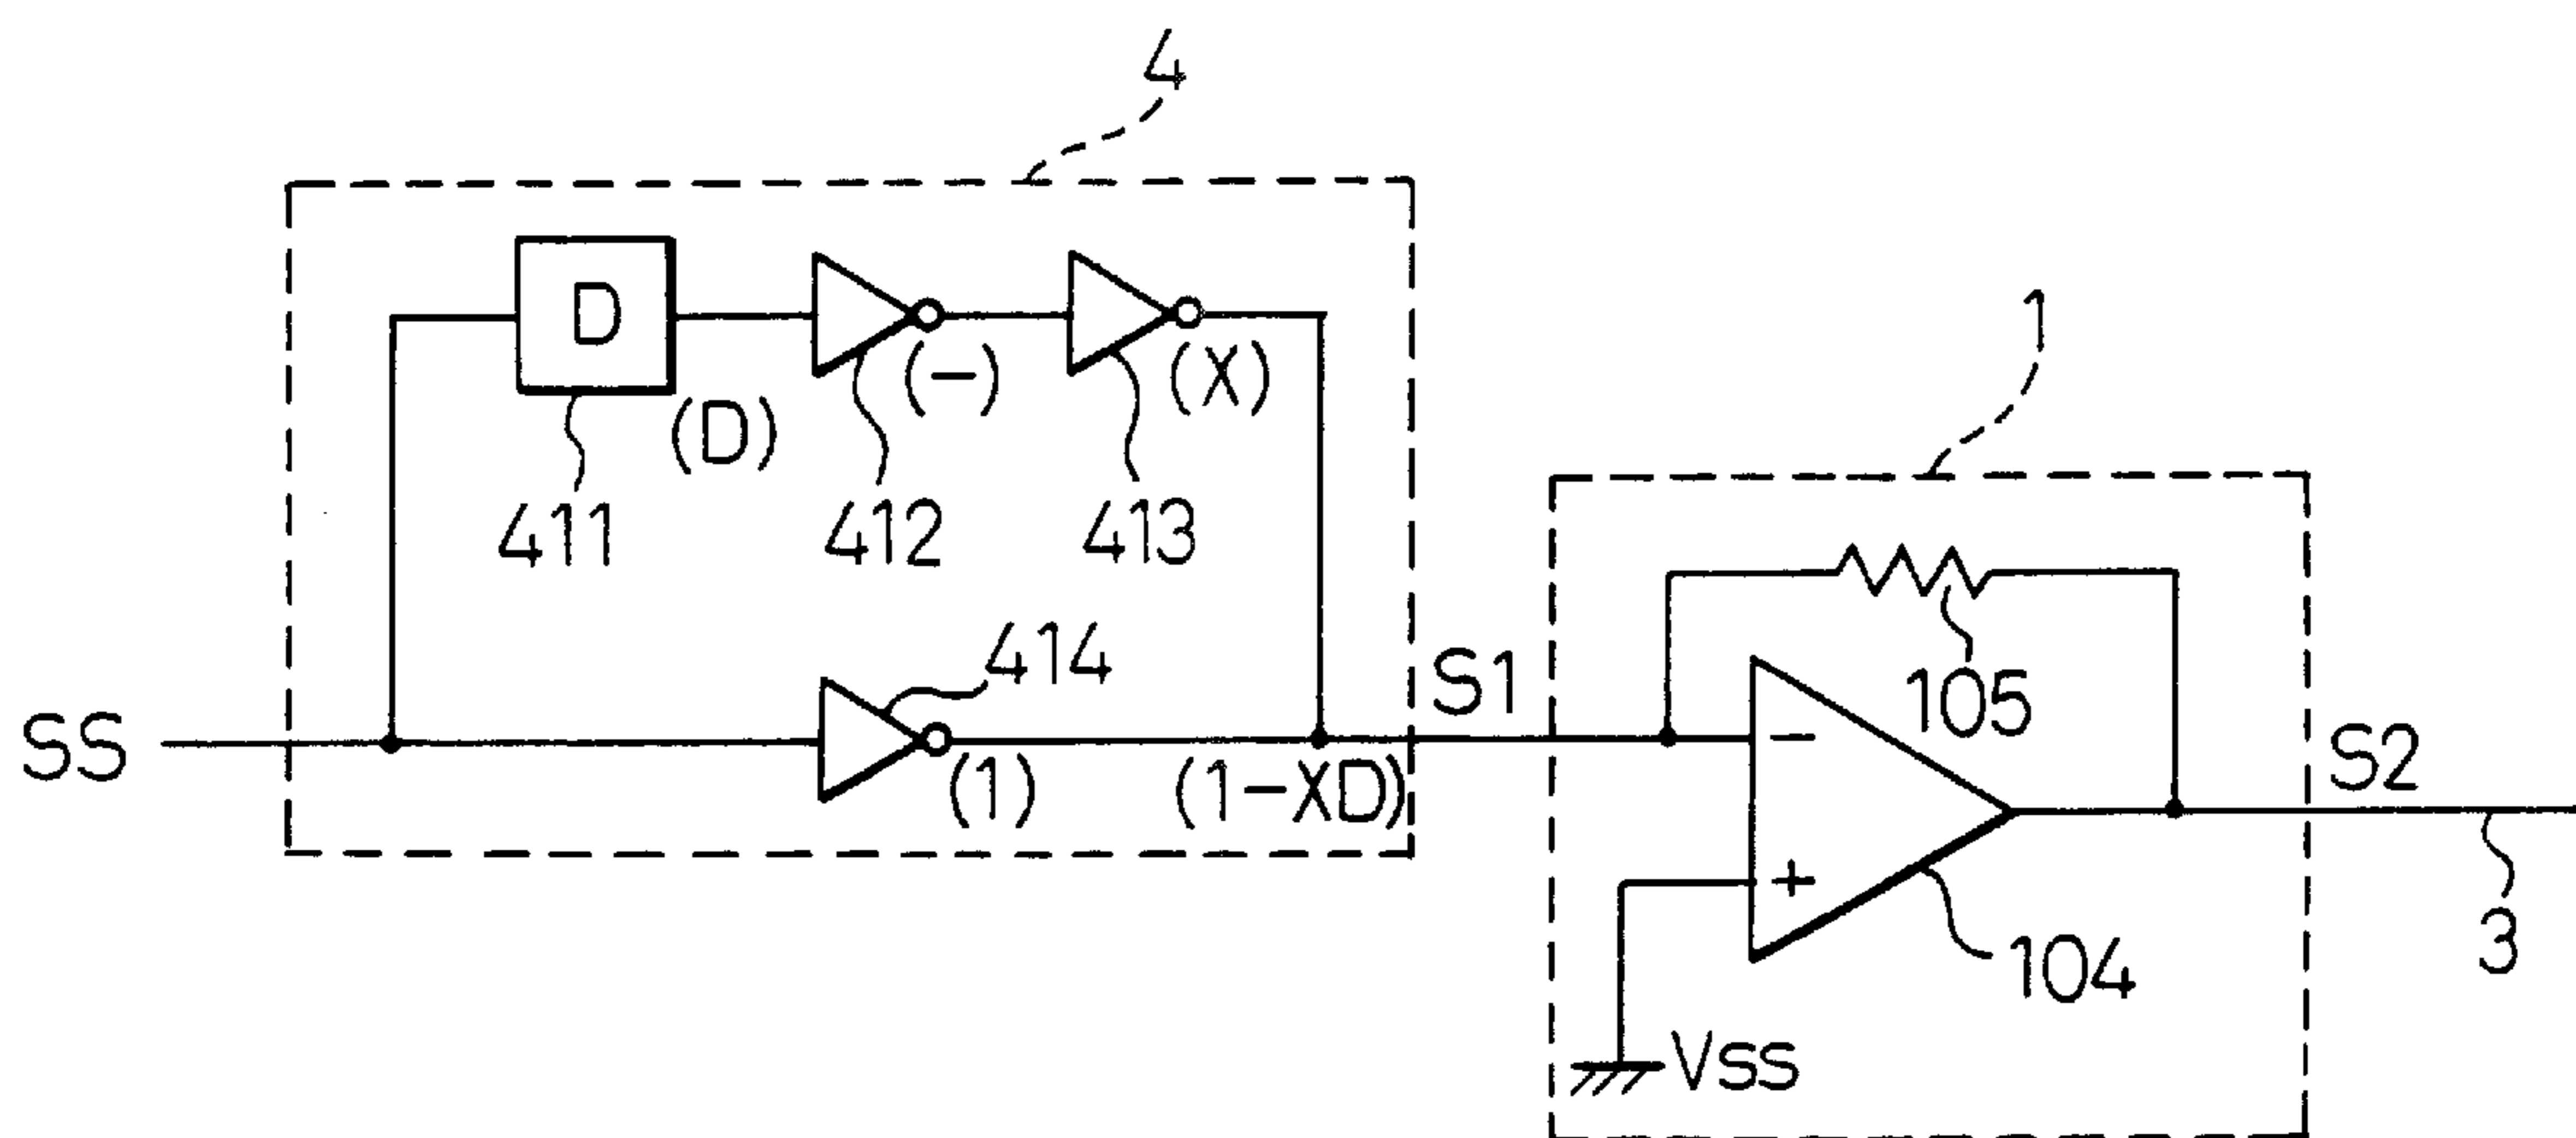 4
D
(D)
(-)
(X)
411
412
413
1
414
SS
(1)
(1-XD)
S1
105
-
+
S2
104
3
VSS